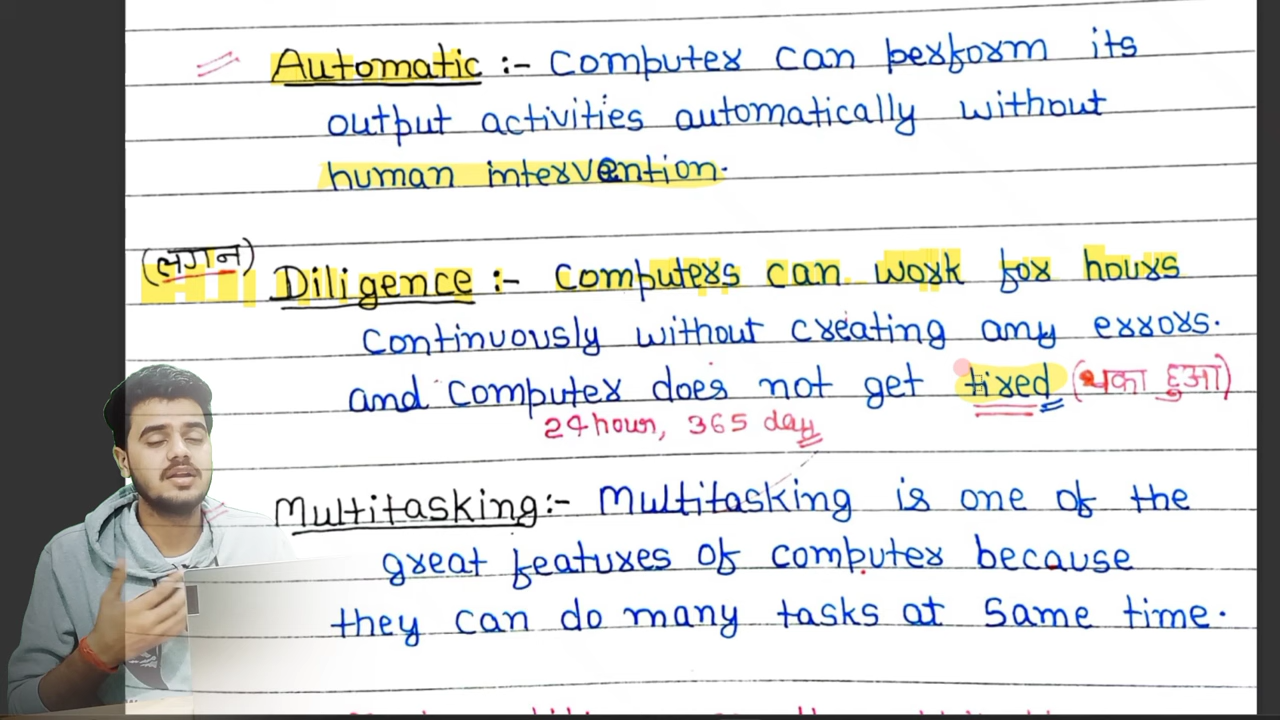 Automatic :- Computer can perform its
output activities automatically without
human intervention.
(लगन) Diligence :- Computers can work for hours
continuously without creating any errors.
and computer does not get tired (थका हुआ)
24 hour, 365 day
Multitasking:- Multitasking is one of the
great features of computer because
they can do many tasks at same time.